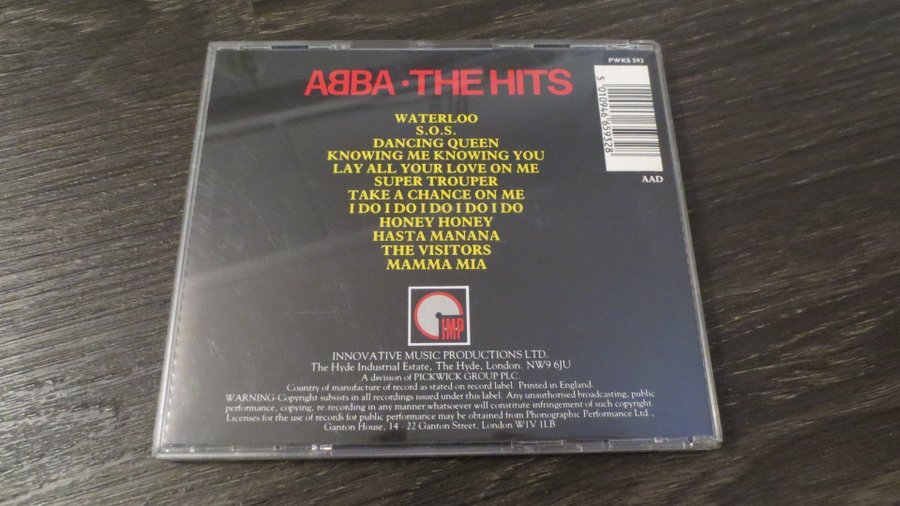 PWKS 593
ABBA·THE HITS
5 010946 659328
AAD
WATERLOO
S.O.S.
DANCING QUEEN
KNOWING ME KNOWING YOU
LAY ALL YOUR LOVE ON ME
SUPER TROUPER
TAKE A CHANCE ON ME
I DO I DO I DO I DO I DO
HONEY HONEY
HASTA MANANA
THE VISITORS
MAMMA MIA
IMP
INNOVATIVE MUSIC PRODUCTIONS LTD.
The Hyde Industrial Estate, The Hyde, London. NW9 6JU
A division of PICKWICK GROUP PLC
Country of manufacture of record as stated on record label. Printed in England.
WARNING-Copyright subsists in all recordings issued under this label. Any unauthorised broadcasting, public
performance, copying, re-recording in any manner whatsoever will constitute infringement of such copyright.
Licenses for the use of records for public performance may be obtained from Phonographic Performance Ltd.,
Ganton House, 14 - 22 Ganton Street, London W1V 1LB